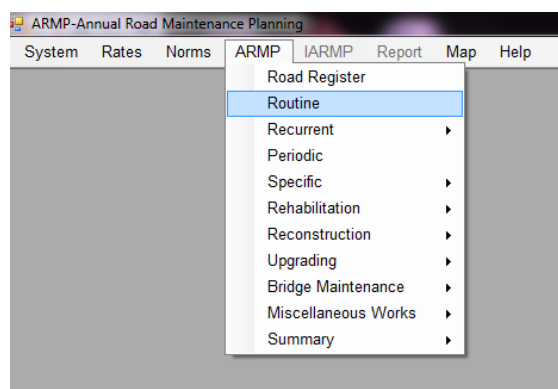 ARMP-Annual Road Maintenance Planning
System Rates Norms ARMP IARMP Report Map Help
Road Register
Routine
Recurrent
Periodic
Specific
Rehabilitation
Reconstruction
Upgrading
Bridge Maintenance
Miscellaneous Works
Summary